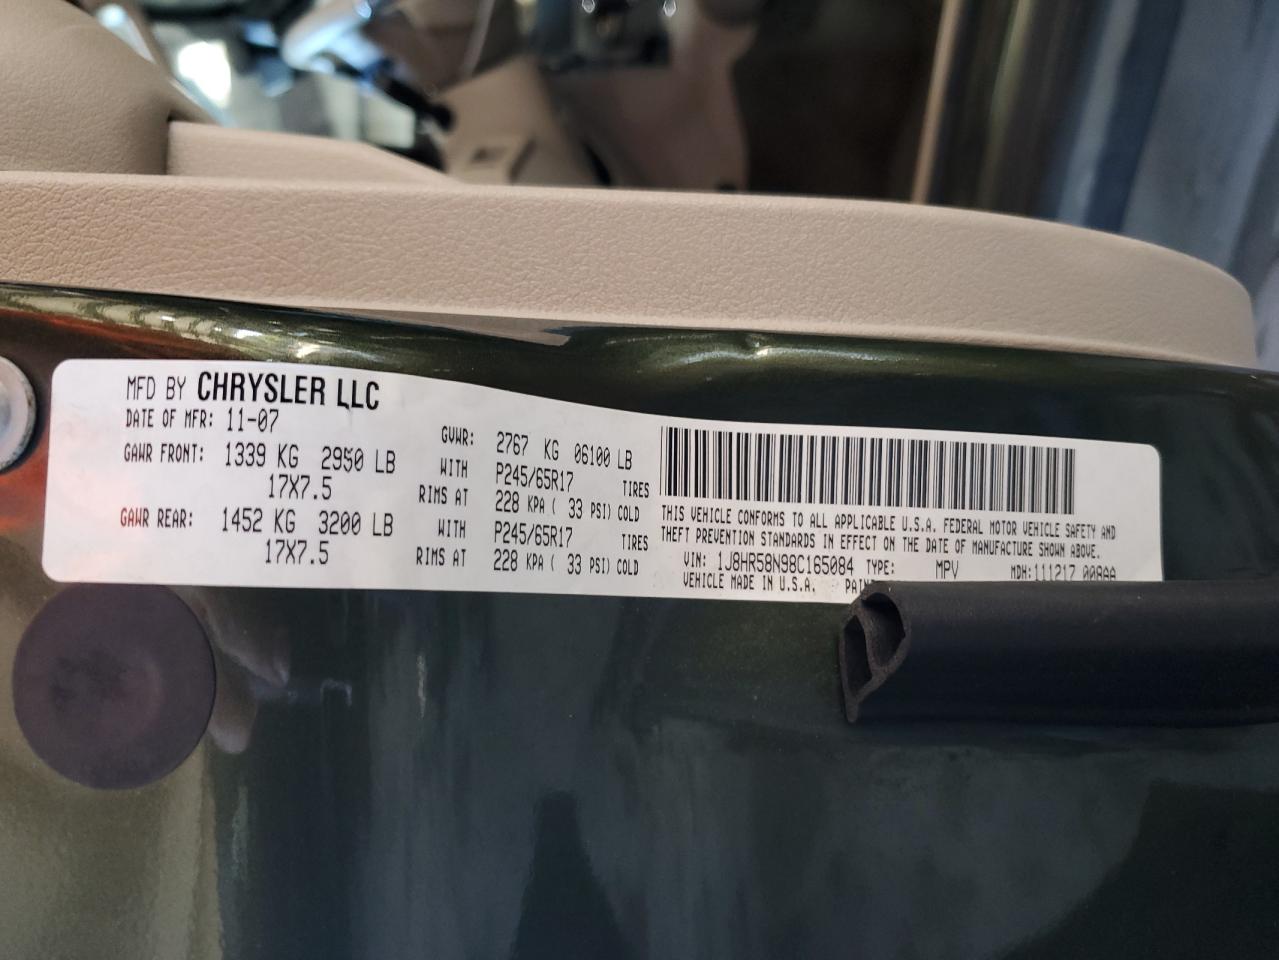 MFD BY CHRYSLER LLC
DATE OF MFR: 11-07
GAWR FRONT: 1339 KG 2950 LB
17X7.5
GAWR REAR: 1452 KG 3200 LB
17X7.5
GVWR: 2767 KG 06100 LB
WITH P245/65R17 TIRES
RIMS AT 228 KPA ( 33 PSI) COLD
WITH P245/65R17 TIRES
RIMS AT 228 KPA ( 33 PSI) COLD
THIS VEHICLE CONFORMS TO ALL APPLICABLE U.S.A. FEDERAL MOTOR VEHICLE SAFETY AND
THEFT PREVENTION STANDARDS IN EFFECT ON THE DATE OF MANUFACTURE SHOWN ABOVE.
VIN: 1J8HR58N98C165084 TYPE: MPV MDH:111217 008AA
VEHICLE MADE IN U.S.A.